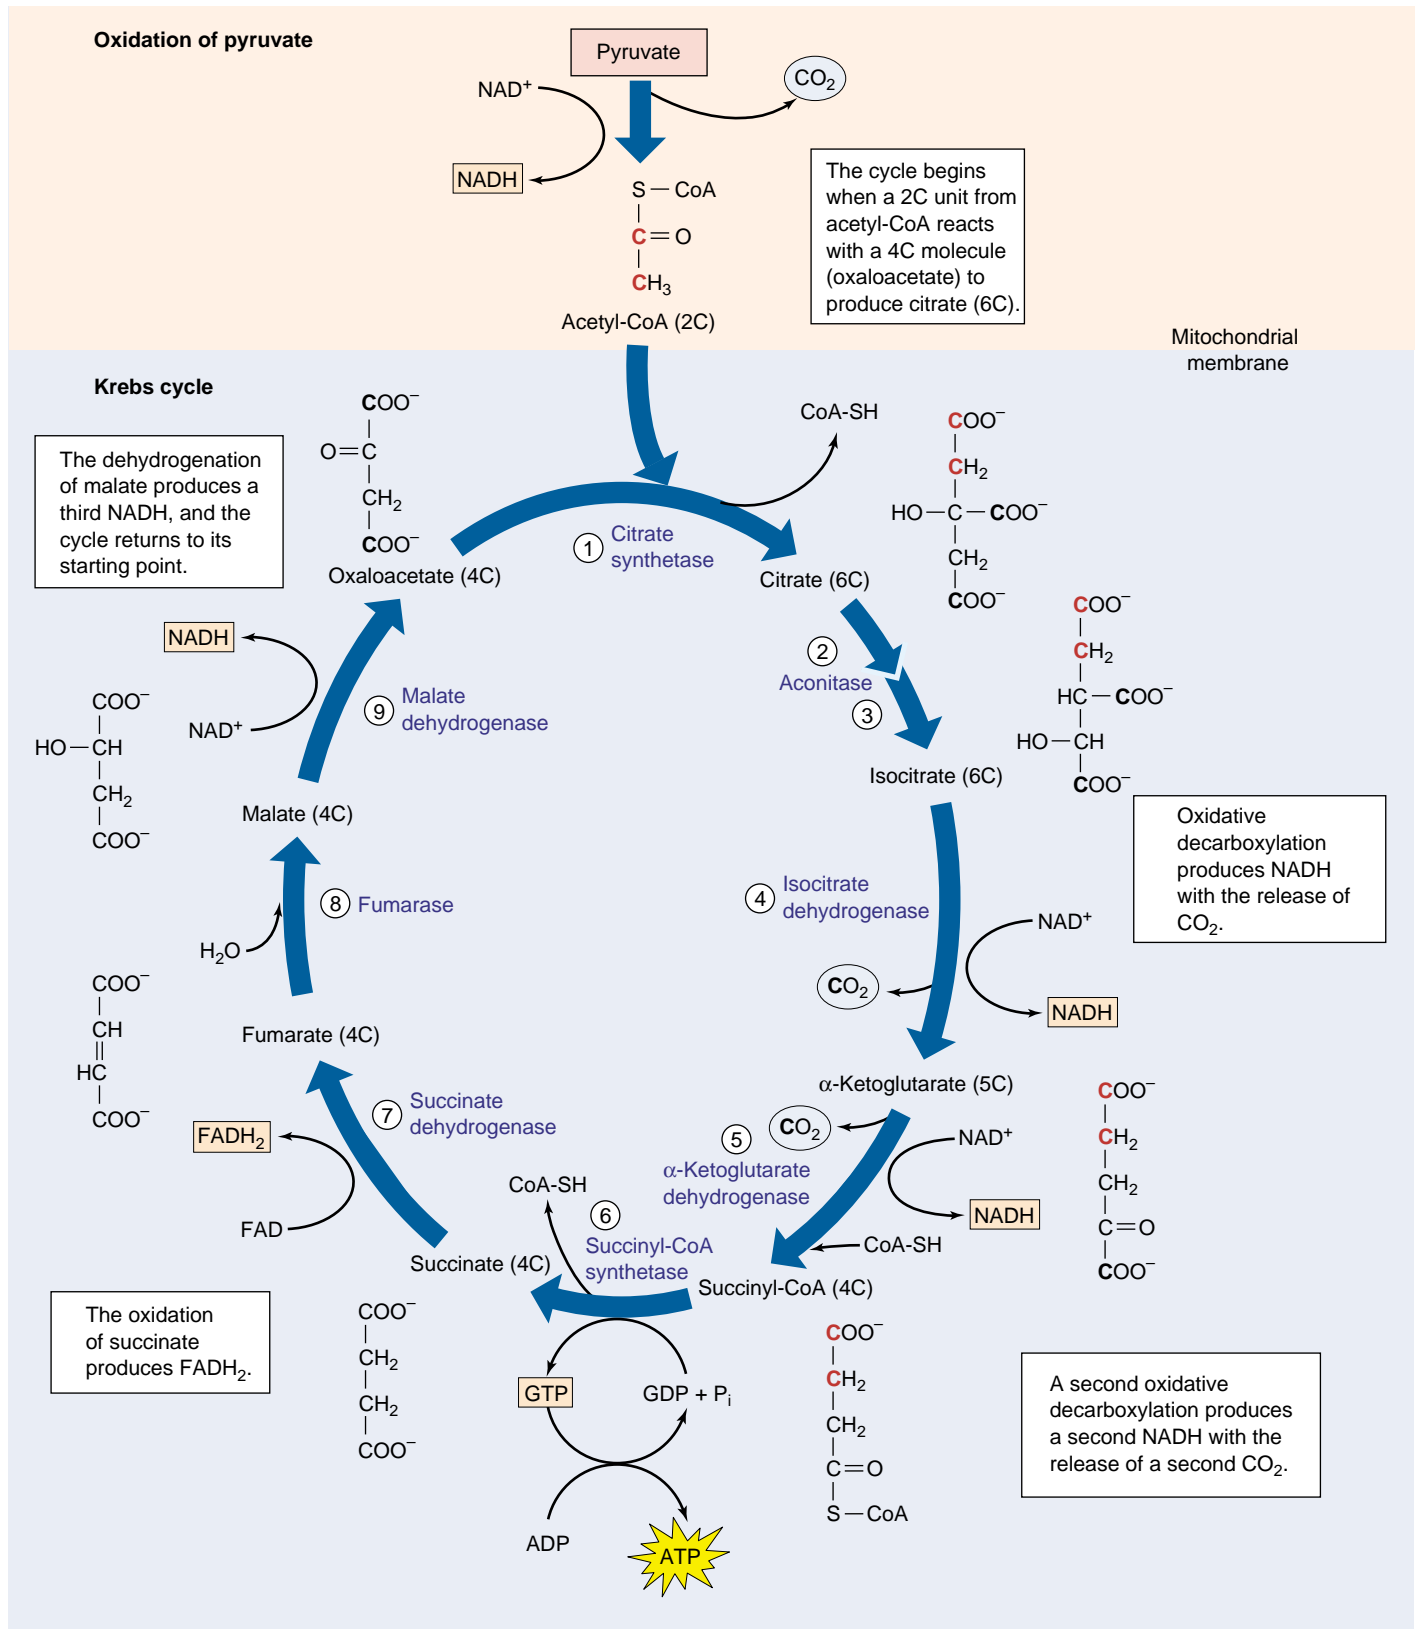 Oxidation of pyruvate
Pyruvate
CO₂
NAD⁺
NADH
S — CoA
C = O
CH₃
Acetyl-CoA (2C)
The cycle begins
when a 2C unit from
acetyl-CoA reacts
with a 4C molecule
(oxaloacetate) to
produce citrate (6C).
Mitochondrial
membrane
Krebs cycle
The dehydrogenation
of malate produces a
third NADH, and the
cycle returns to its
starting point.
COO⁻
O=C
CH₂
COO⁻
Oxaloacetate (4C)
CoA-SH
1 Citrate
synthetase
Citrate (6C)
COO⁻
CH₂
HO—C—COO⁻
CH₂
COO⁻
2
Aconitase
3
Isocitrate (6C)
COO⁻
CH₂
HC—COO⁻
HO—CH
COO⁻
Oxidative
decarboxylation
produces NADH
with the release of
CO₂.
4 Isocitrate
dehydrogenase
NAD⁺
CO₂
NADH
α-Ketoglutarate (5C)
COO⁻
CH₂
CH₂
C=O
COO⁻
CO₂
NAD⁺
5
α-Ketoglutarate
dehydrogenase
NADH
CoA-SH
Succinyl-CoA (4C)
COO⁻
CH₂
CH₂
C=O
S—CoA
A second oxidative
decarboxylation produces
a second NADH with the
release of a second CO₂.
CoA-SH
6
Succinyl-CoA
synthetase
GTP
GDP + Pᵢ
ADP
ATP
Succinate (4C)
COO⁻
CH₂
CH₂
COO⁻
The oxidation
of succinate
produces FADH₂.
7 Succinate
dehydrogenase
FADH₂
FAD
Fumarate (4C)
COO⁻
CH
HC
COO⁻
8 Fumarase
H₂O
Malate (4C)
COO⁻
HO—CH
CH₂
COO⁻
9 Malate
dehydrogenase
NADH
NAD⁺